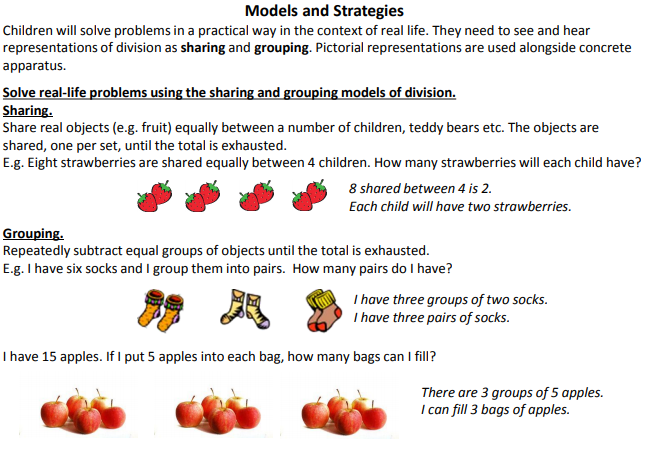 Models and Strategies
Children will solve problems in a practical way in the context of real life. They need to see and hear
representations of division as sharing and grouping. Pictorial representations are used alongside concrete
apparatus.
Solve real-life problems using the sharing and grouping models of division.
Sharing.
Share real objects (e.g. fruit) equally between a number of children, teddy bears etc. The objects are
shared, one per set, until the total is exhausted.
E.g. Eight strawberries are shared equally between 4 children. How many strawberries will each child have?
8 shared between 4 is 2.
Each child will have two strawberries.
Grouping.
Repeatedly subtract equal groups of objects until the total is exhausted.
E.g. I have six socks and I group them into pairs.  How many pairs do I have?
I have three groups of two socks.
I have three pairs of socks.
I have 15 apples. If I put 5 apples into each bag, how many bags can I fill?
There are 3 groups of 5 apples.
I can fill 3 bags of apples.